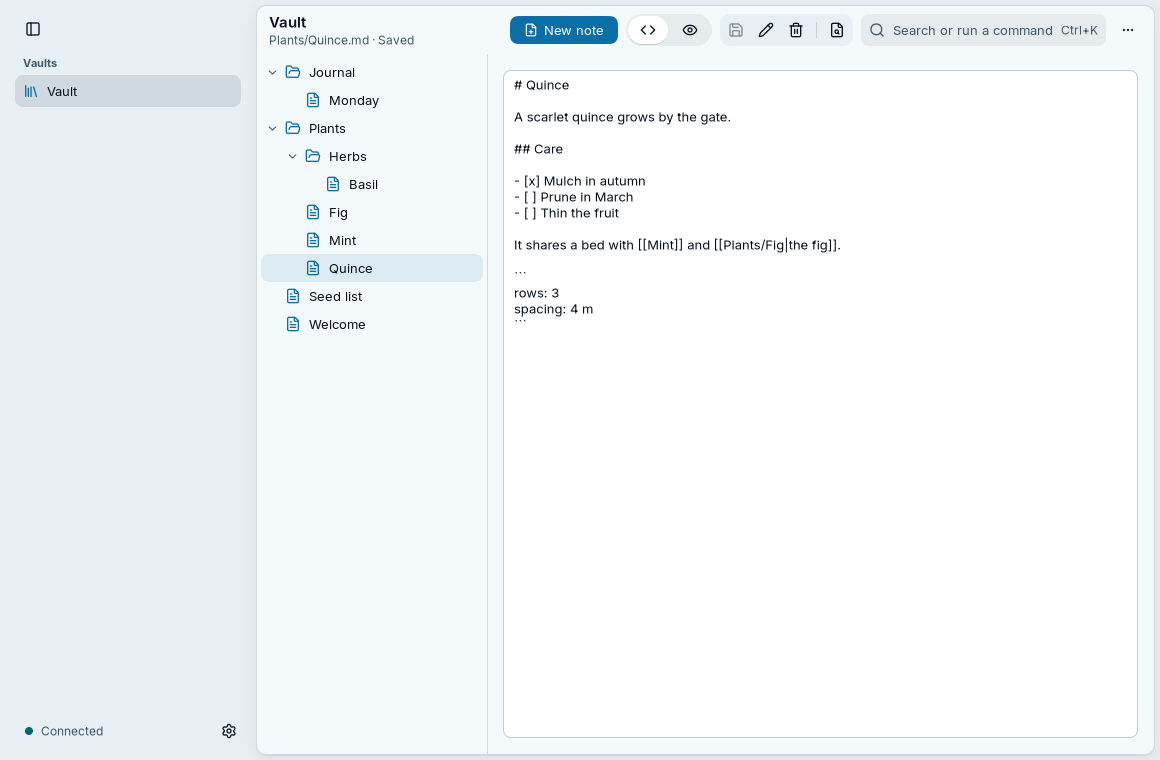 Vaults
Vault
Connected
Vault
Plants/Quince.md · Saved
New note
Search or run a command Ctrl+K
Journal
Monday
Plants
Herbs
Basil
Fig
Mint
Quince
Seed list
Welcome
# Quince
A scarlet quince grows by the gate.
## Care
- [x] Mulch in autumn
- [ ] Prune in March
- [ ] Thin the fruit
It shares a bed with [[Mint]] and [[Plants/Fig|the fig]].
```
rows: 3
spacing: 4 m
```